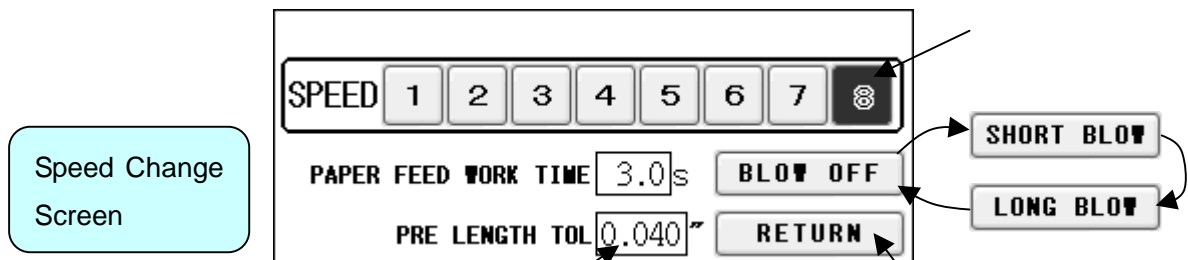 SPEED 1 2 3 4 5 6 7 8
SHORT BLOW
Speed Change
Screen
PAPER FEED WORK TIME 3.0s BLOW OFF
LONG BLOW
PRE LENGTH TOL 0.040" RETURN